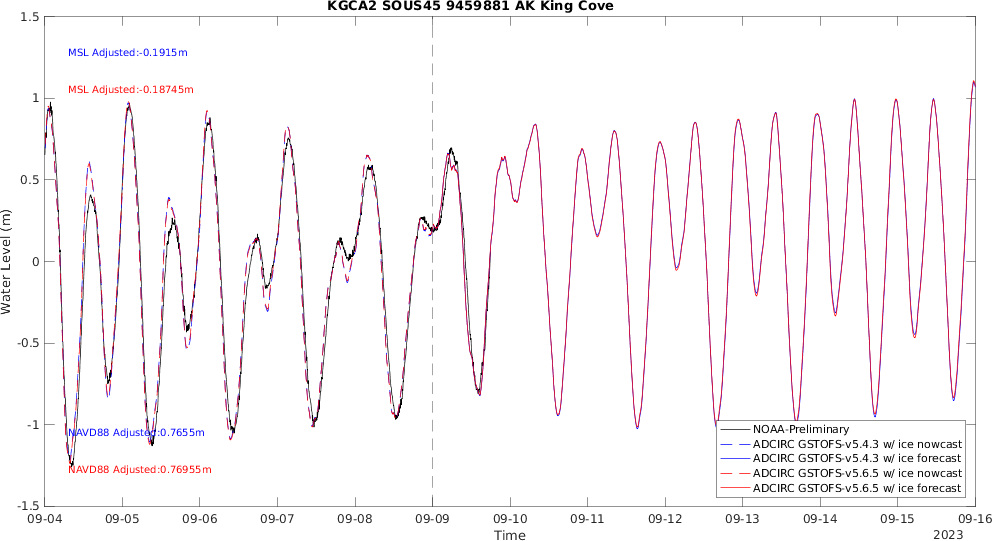 KGCA2 SOUS45 9459881 AK King Cove
1.5
MSL Adjusted:-0.1915m
MSL Adjusted:-0.18745m
1
0.5
Water Level (m)
0
-0.5
-1
NAVD88 Adjusted:0.7655m
NAVD88 Adjusted:0.76955m
-1.5
NOAA-Preliminary
ADCIRC GSTOFS-v5.4.3 w/ ice nowcast
ADCIRC GSTOFS-v5.4.3 w/ ice forecast
ADCIRC GSTOFS-v5.6.5 w/ ice nowcast
ADCIRC GSTOFS-v5.6.5 w/ ice forecast
09-04 09-05 09-06 09-07 09-08 09-09 09-10 09-11 09-12 09-13 09-14 09-15 09-16
Time
2023